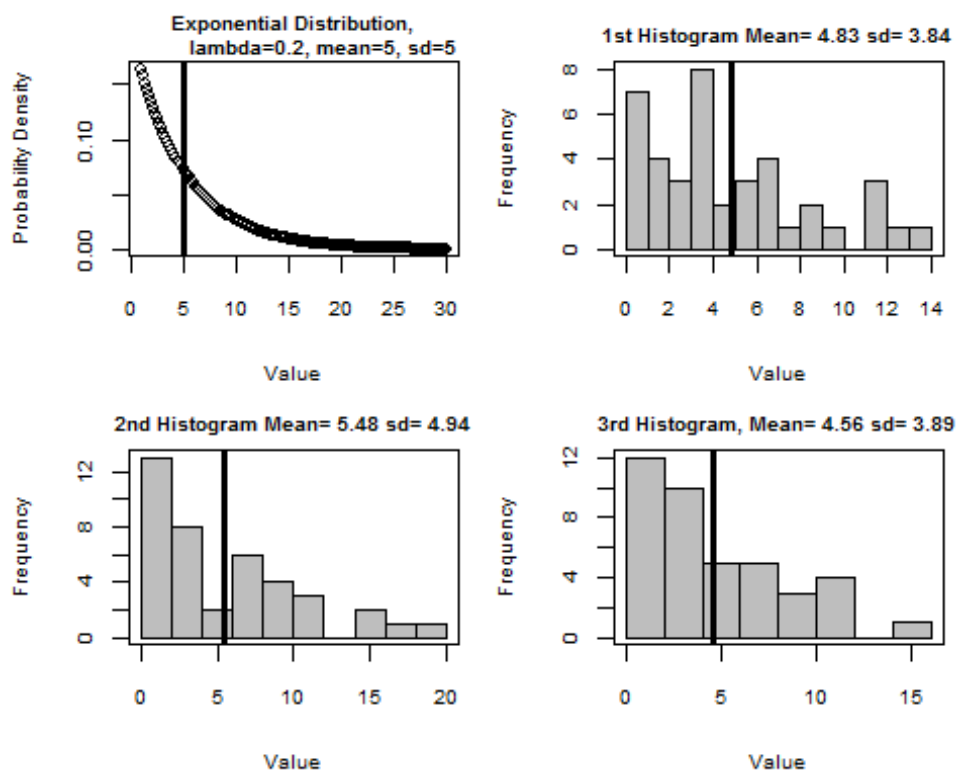 Exponential Distribution,
lambda=0.2, mean=5, sd=5
Probability Density
0.10
0.00
0 5 10 15 20 25 30
Value
1st Histogram Mean= 4.83 sd= 3.84
Frequency
8
6
4
2
0
0 2 4 6 8 10 12 14
Value
2nd Histogram Mean= 5.48 sd= 4.94
Frequency
12
8
4
0
0 5 10 15 20
Value
3rd Histogram, Mean= 4.56 sd= 3.89
Frequency
12
8
4
0
0 5 10 15
Value